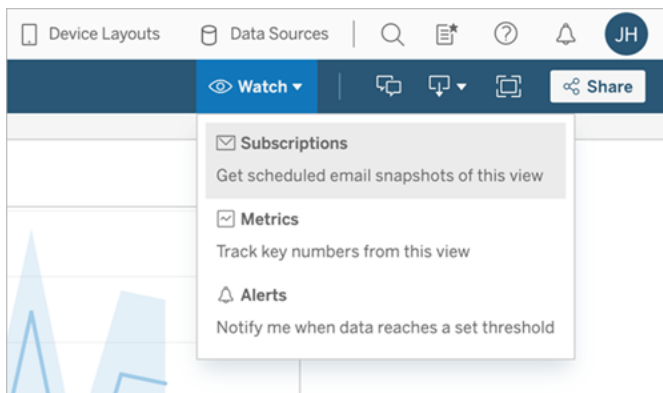 Device Layouts Data Sources JH
Watch Share
Subscriptions
Get scheduled email snapshots of this view
Metrics
Track key numbers from this view
Alerts
Notify me when data reaches a set threshold